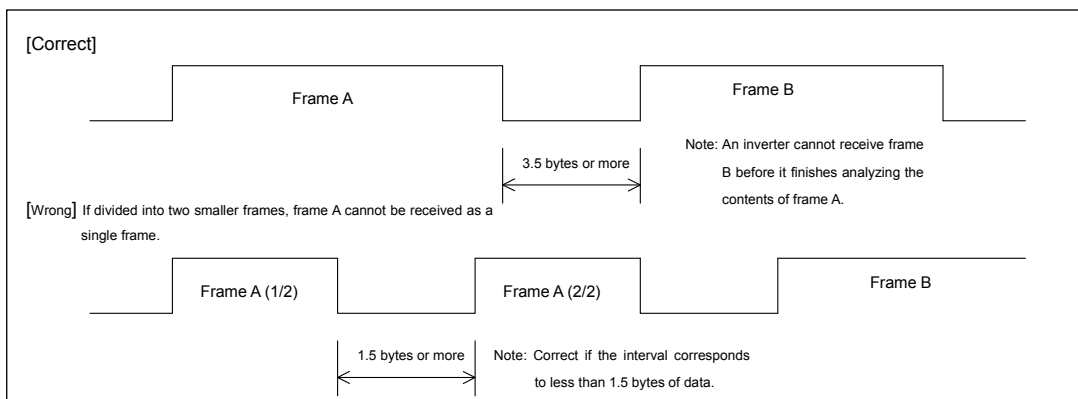 [Correct]
Frame A
Frame B
3.5 bytes or more
Note: An inverter cannot receive frame
B before it finishes analyzing the
contents of frame A.
[Wrong] If divided into two smaller frames, frame A cannot be received as a
single frame.
Frame A (1/2)
Frame A (2/2)
Frame B
1.5 bytes or more
Note: Correct if the interval corresponds
to less than 1.5 bytes of data.